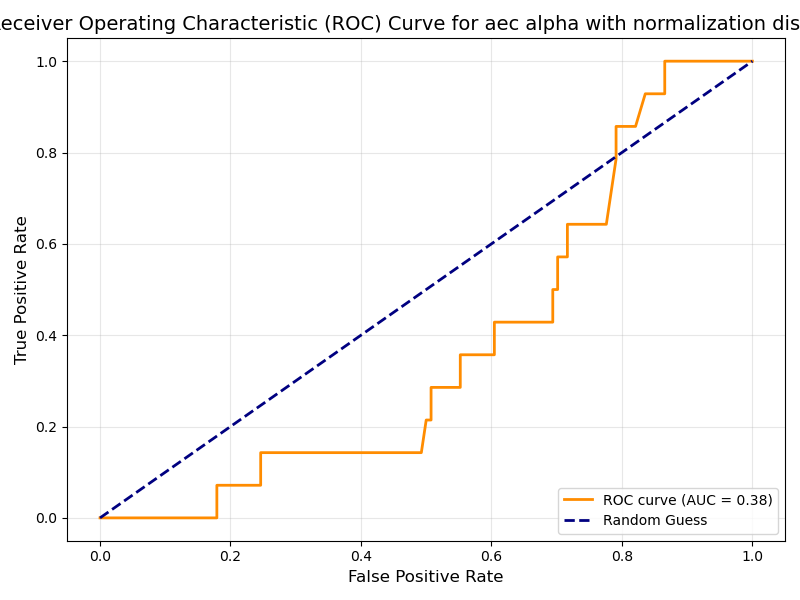 eceiver Operating Characteristic (ROC) Curve for aec alpha with normalization dis
1.0
0.8
0.6
0.4
0.2
0.0
True Positive Rate
ROC curve (AUC = 0.38)
Random Guess
0.0 0.2 0.4 0.6 0.8 1.0
False Positive Rate